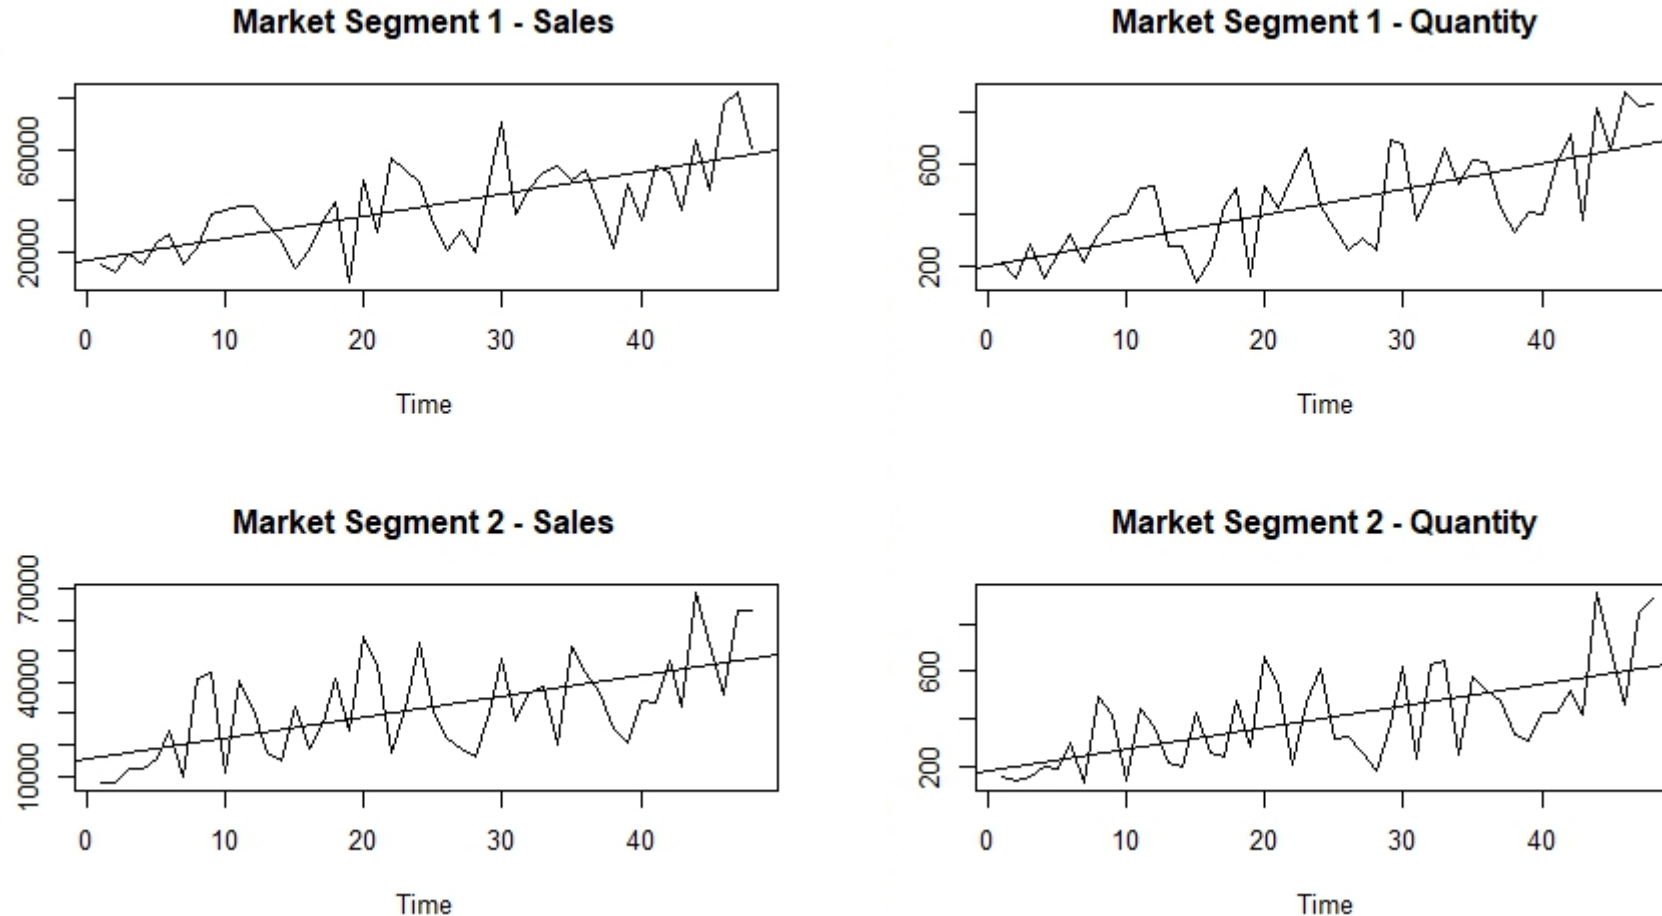 Market Segment 1 - Sales
20000 60000
0 10 20 30 40
Time
Market Segment 1 - Quantity
200 600
0 10 20 30 40
Time
Market Segment 2 - Sales
10000 40000 70000
0 10 20 30 40
Time
Market Segment 2 - Quantity
200 600
0 10 20 30 40
Time